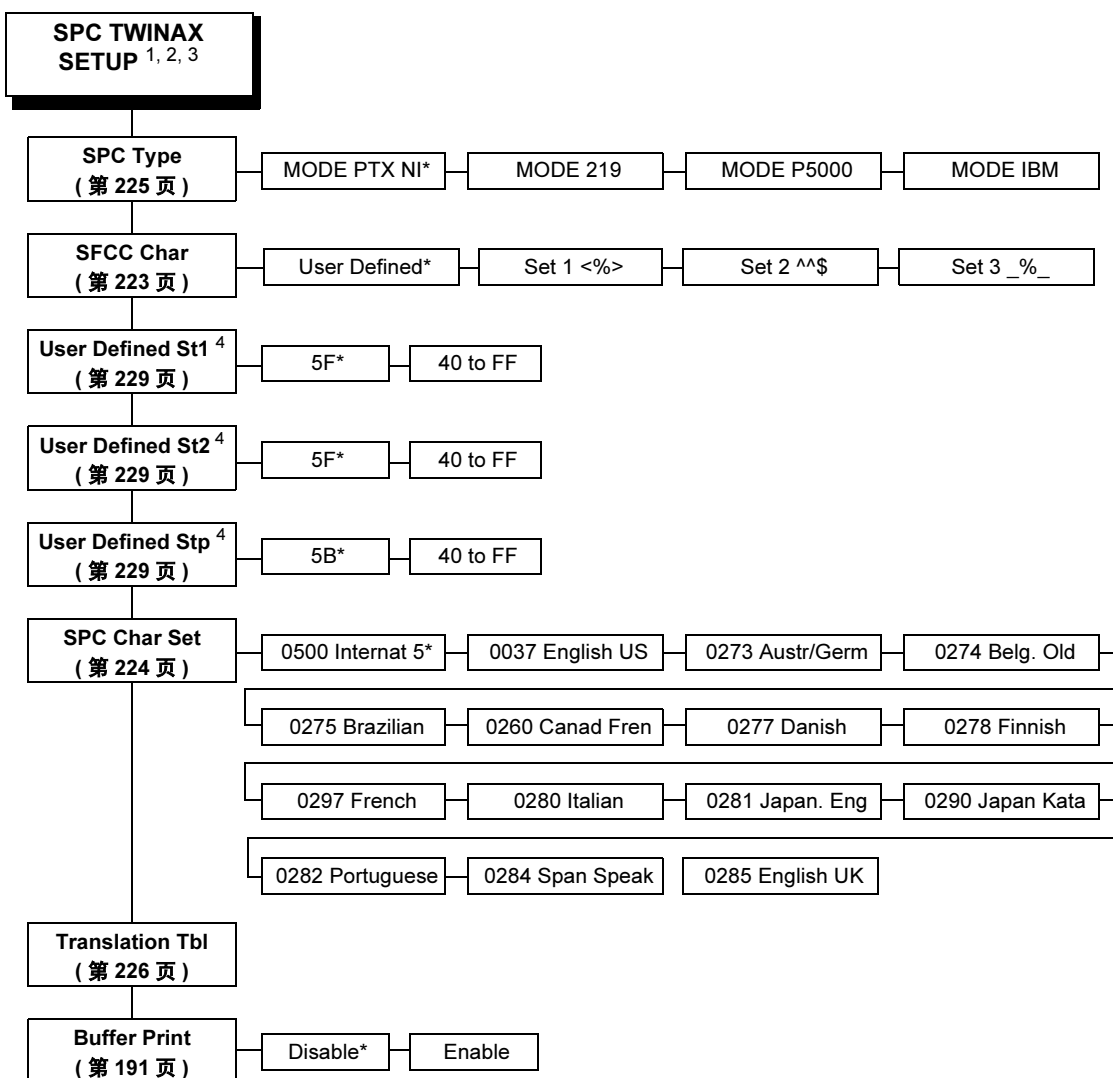 SPC TWINAX
SETUP 1, 2, 3
SPC Type
( 第 225 页 )
MODE PTX NI*
MODE 219
MODE P5000
MODE IBM
SFCC Char
( 第 223 页 )
User Defined*
Set 1 <%>
Set 2 ^^$
Set 3 _%_
User Defined St1 4
( 第 229 页 )
5F*
40 to FF
User Defined St2 4
( 第 229 页 )
5F*
40 to FF
User Defined Stp 4
( 第 229 页 )
5B*
40 to FF
SPC Char Set
( 第 224 页 )
0500 Internat 5*
0037 English US
0273 Austr/Germ
0274 Belg. Old
0275 Brazilian
0260 Canad Fren
0277 Danish
0278 Finnish
0297 French
0280 Italian
0281 Japan. Eng
0290 Japan Kata
0282 Portuguese
0284 Span Speak
0285 English UK
Translation Tbl
( 第 226 页 )
Buffer Print
( 第 191 页 )
Disable*
Enable